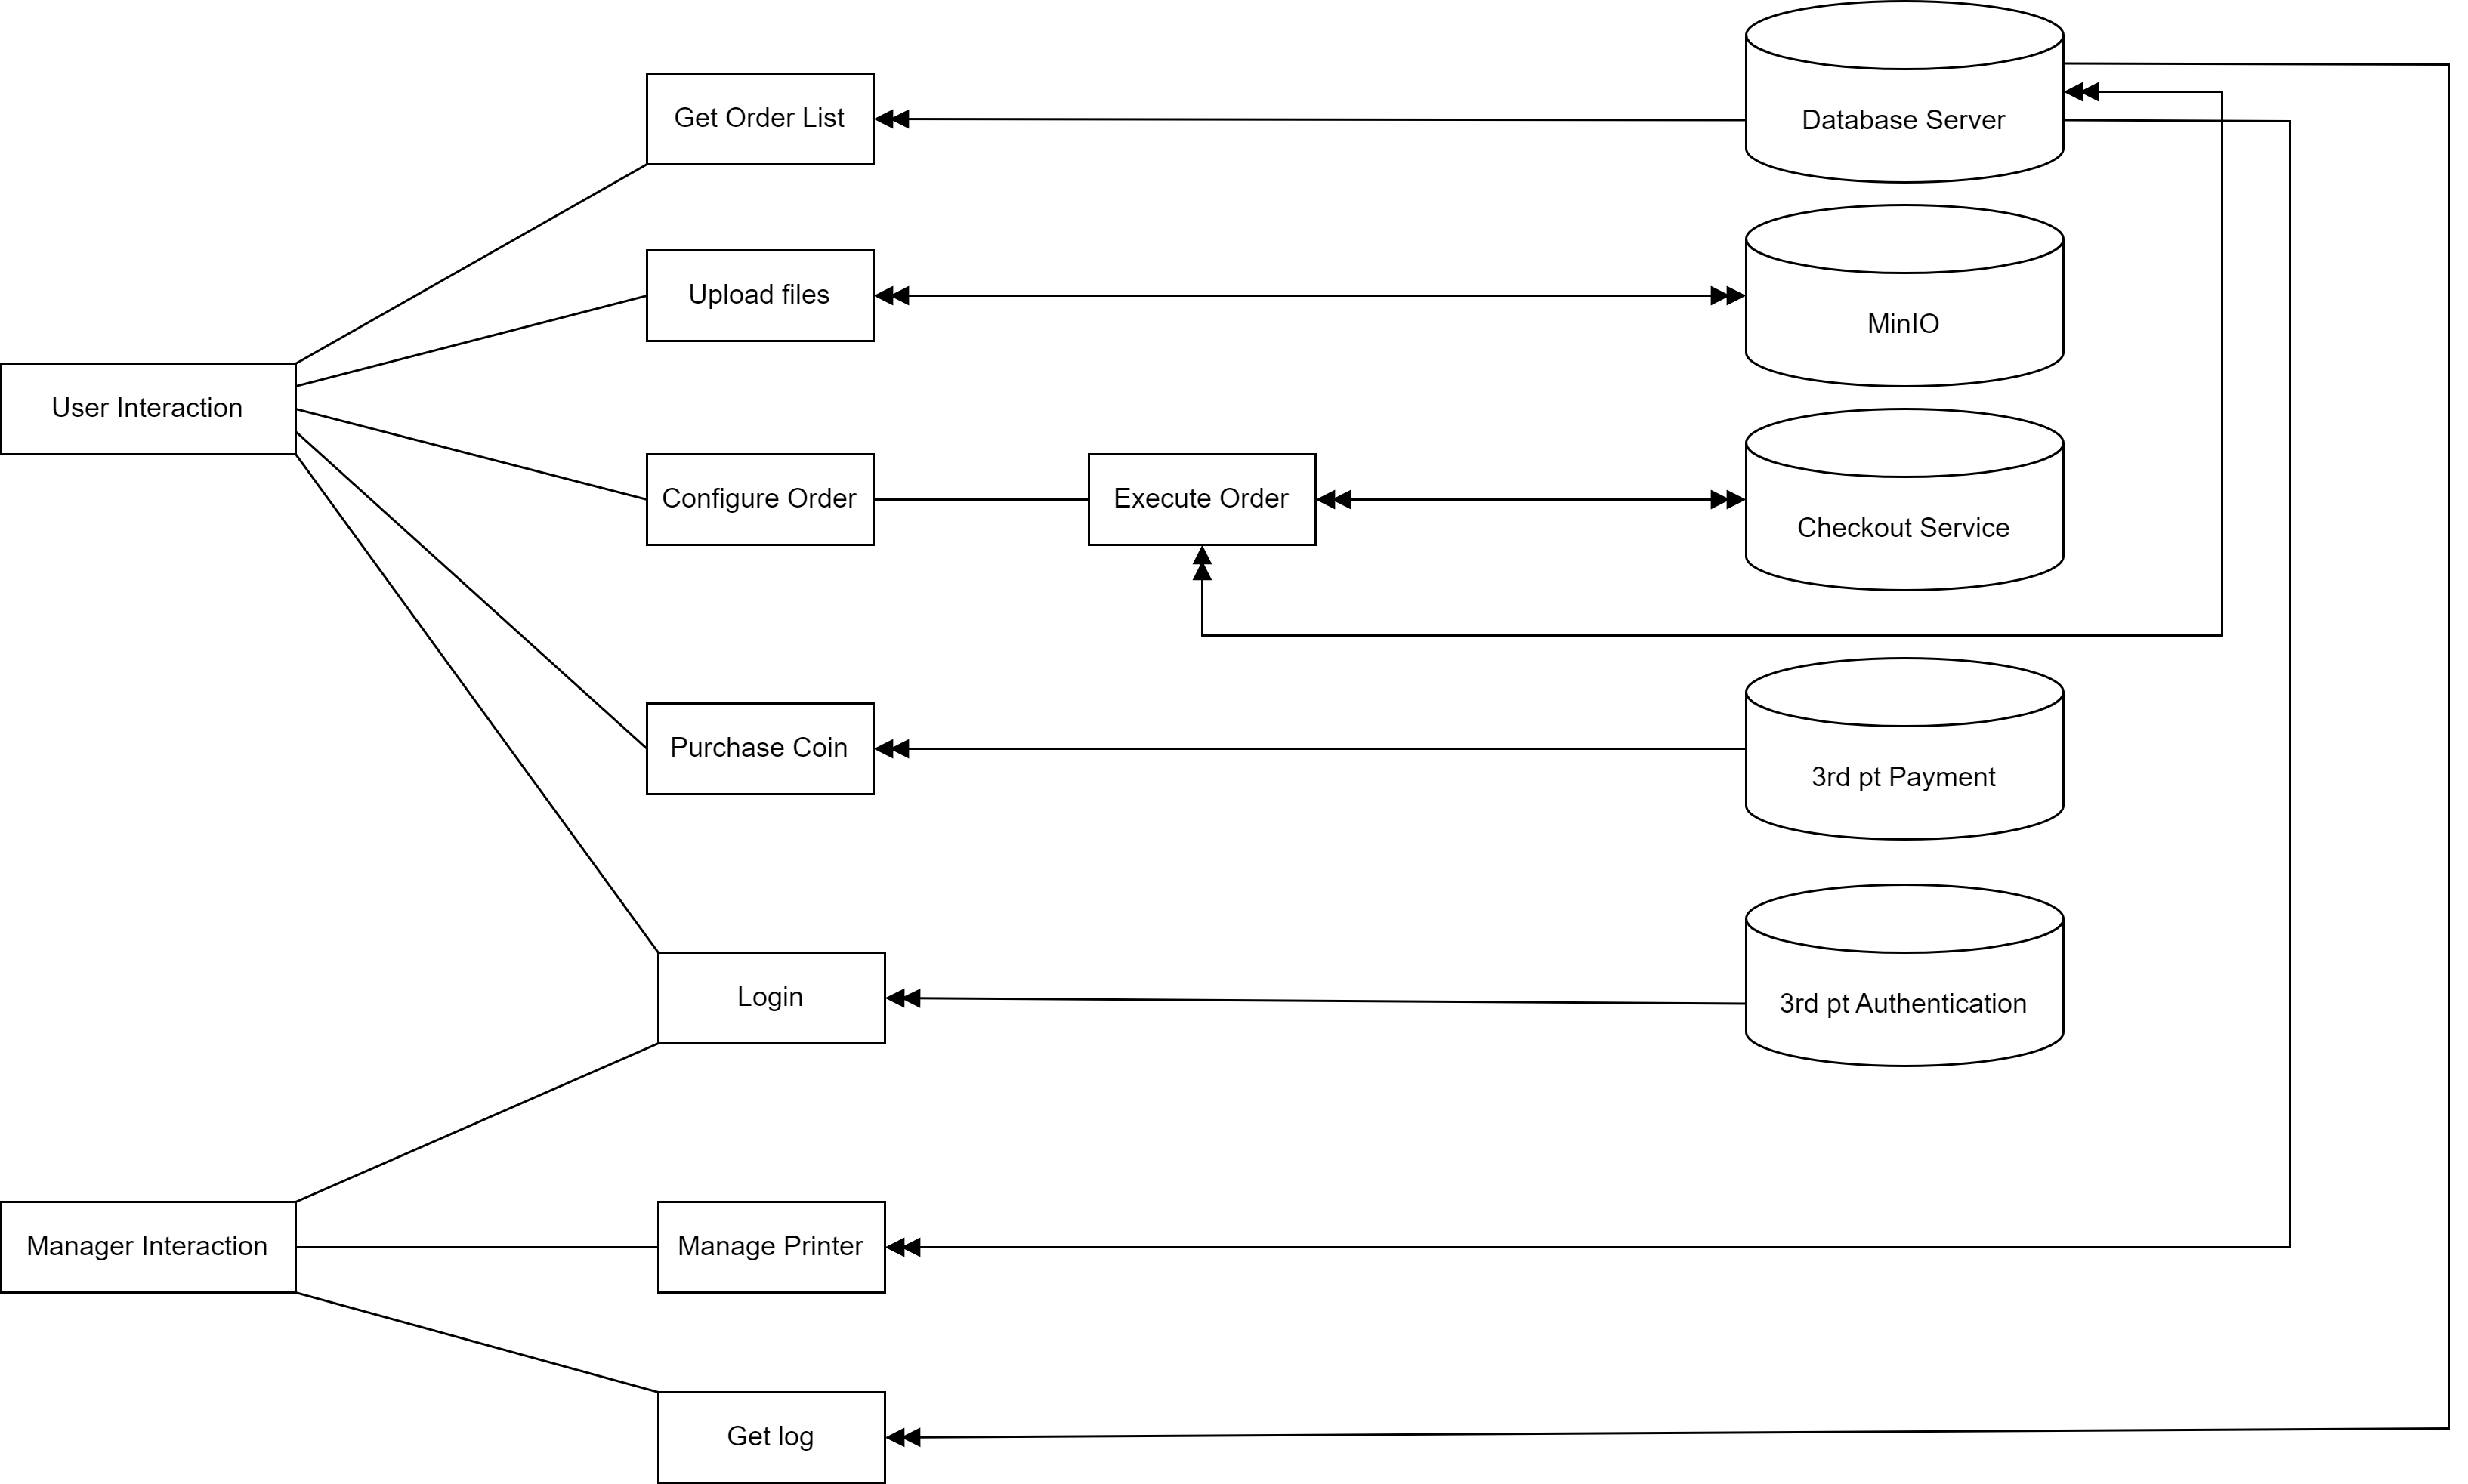 Database Server
Get Order List
Upload files
MinIO
User Interaction
Configure Order
Execute Order
Checkout Service
Purchase Coin
3rd pt Payment
Login
3rd pt Authentication
Manager Interaction
Manage Printer
Get log